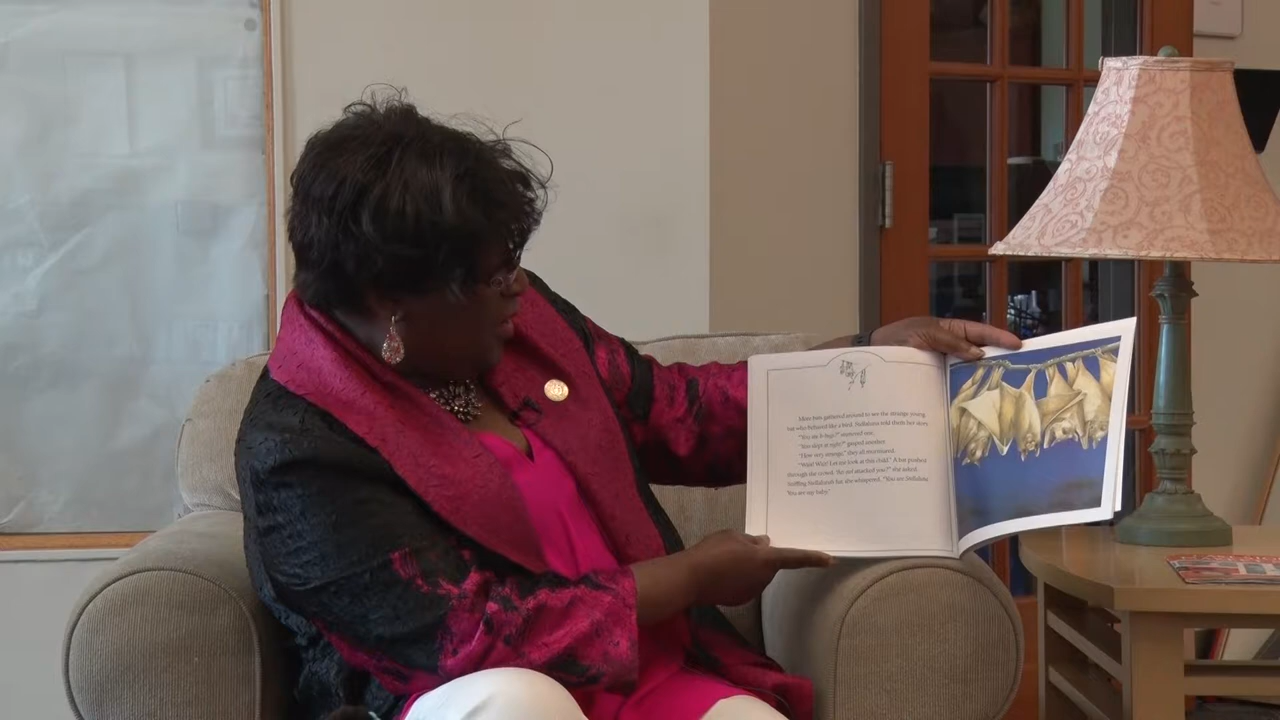 More bats gathered around to see the strange young
bat who behaved like a bird. Stellaluna told them her story.
"You ate b-bugs?" stuttered one.
"You slept at night?" gasped another.
"How very strange," they all murmured.
"Wait! Wait! Let me look at this child." A bat pushed
through the crowd. "An owl attacked you?" she asked.
Sniffing Stellaluna's fur, she whispered, "You are Stellaluna.
You are my baby."